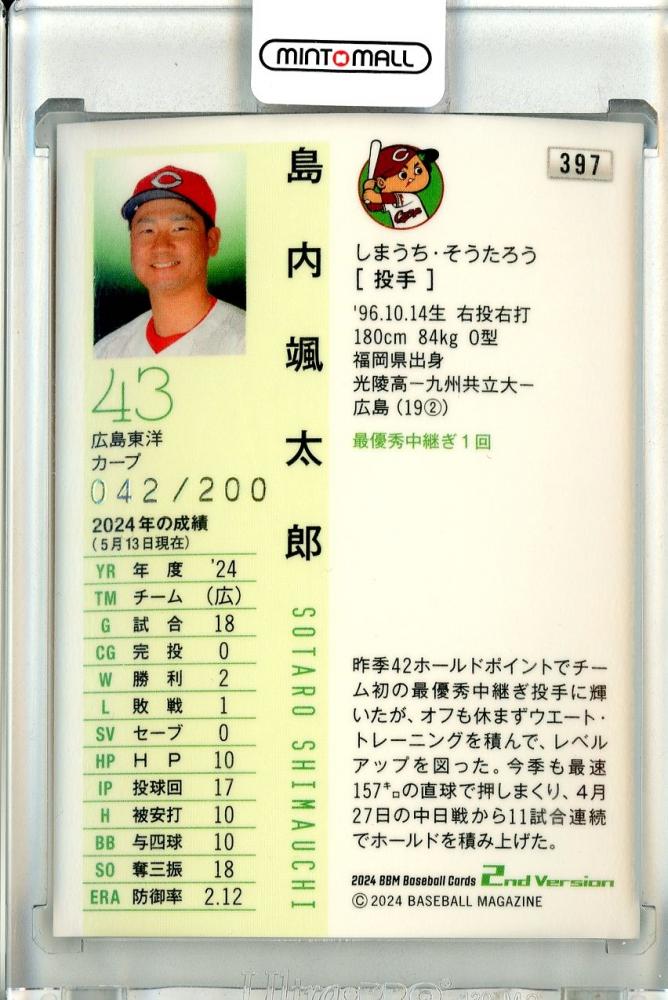 MINT MALL
397
島内颯太郎
SOTARO SHIMAUCHI
43
広島東洋
カープ
042/200
2024年の成績
(5月13日現在)
YR 年度 '24
TM チーム (広)
G 試合 18
CG 完投 0
W 勝利 2
L 敗戦 1
SV セーブ 0
HP HP 10
IP 投球回 17
H 被安打 10
BB 与四球 10
SO 奪三振 18
ERA 防御率 2.12
しまうち・そうたろう
[投手]
'96.10.14生 右投右打
180cm 84kg O型
福岡県出身
光陵高ー九州共立大ー
広島(19②)
最優秀中継ぎ1回
昨季42ホールドポイントでチー
ム初の最優秀中継ぎ投手に輝
いたが、オフも休まずウエート・
トレーニングを積んで、レベル
アップを図った。今季も最速
157㌔の直球で押しまくり、4月
27日の中日戦から11試合連続
でホールドを積み上げた。
2024 BBM Baseball Cards 2nd Version
©2024 BASEBALL MAGAZINE